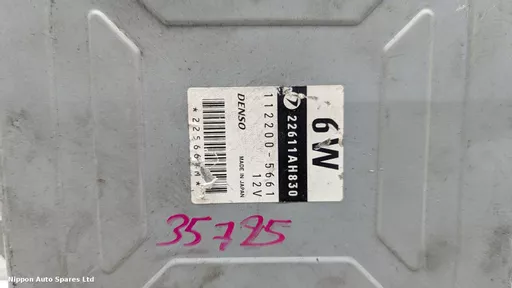 6W
22611AH830
112200-5661
12V
DENSO
MADE IN JAPAN
35725
Nippon Auto Spares Ltd